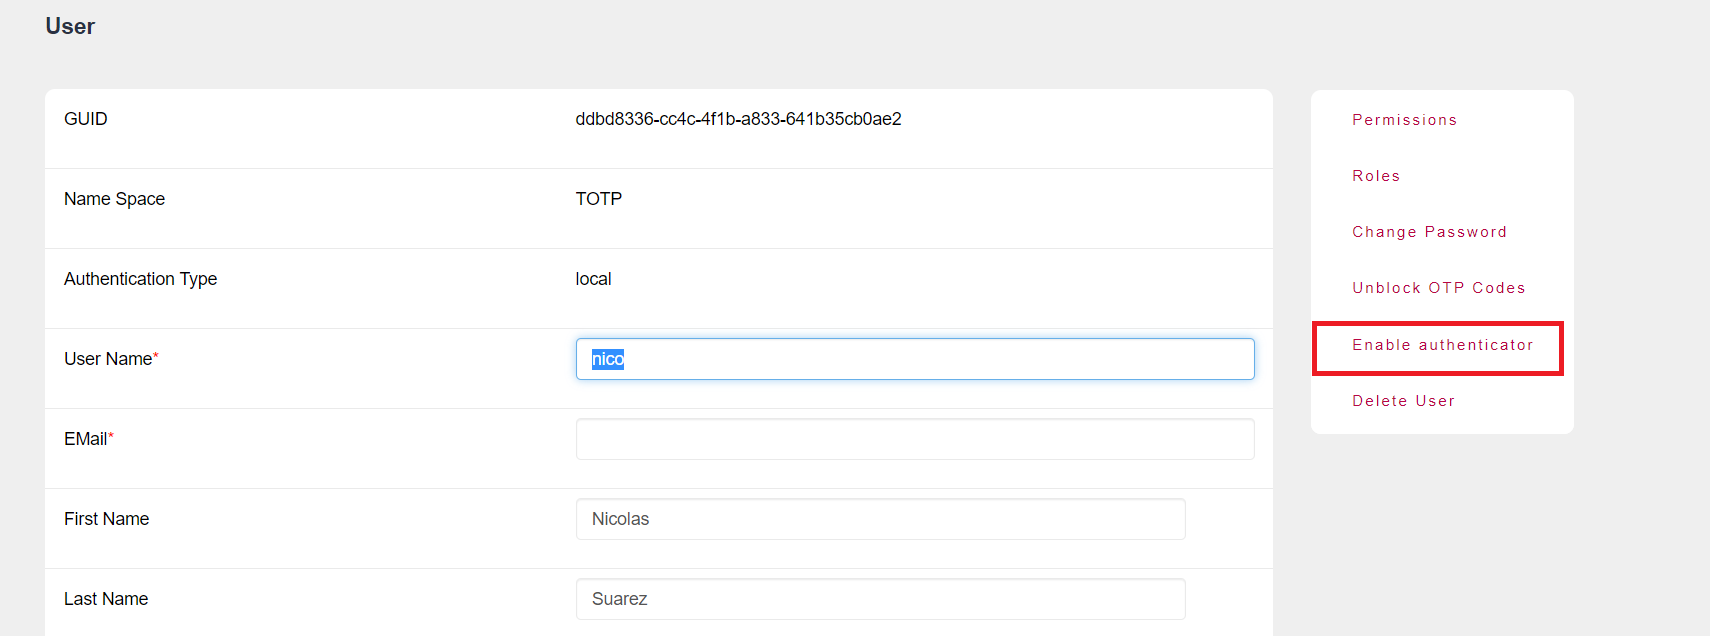 User
GUID ddbd8336-cc4c-4f1b-a833-641b35cb0ae2
Name Space TOTP
Authentication Type local
User Name* nico
EMail*
First Name Nicolas
Last Name Suarez
Permissions
Roles
Change Password
Unblock OTP Codes
Enable authenticator
Delete User